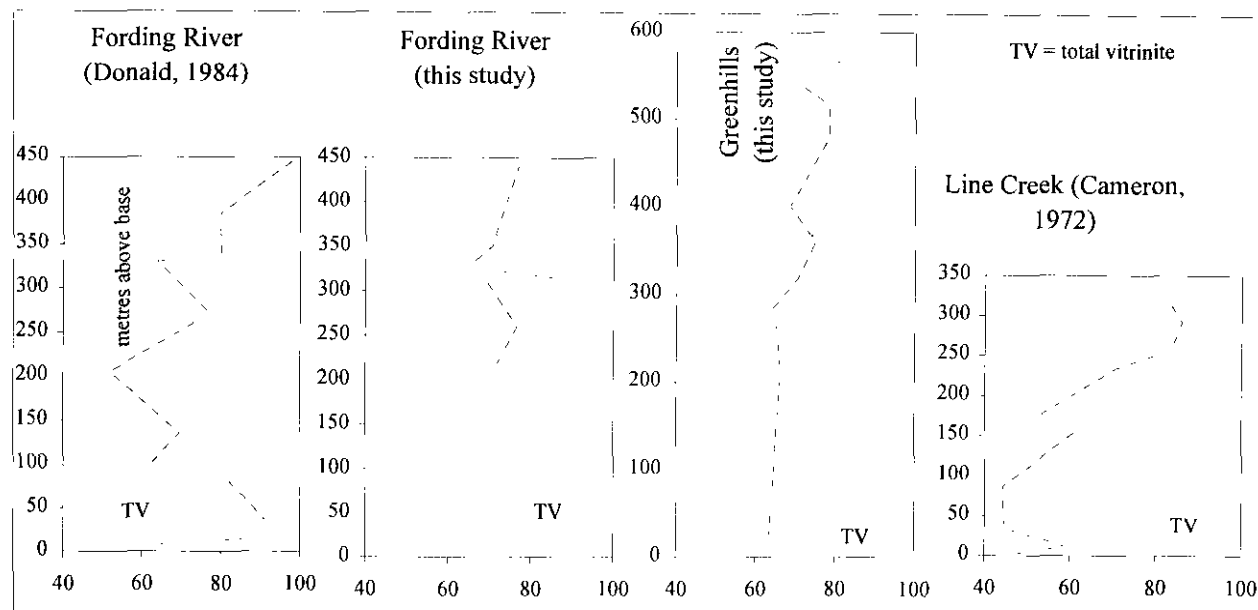 Fording River
(Donald, 1984)
450
400
350
300
250
200
150
100
50
0
metres above base
TV
40 60 80 100
Fording River
(this study)
450
400
350
300
250
200
150
100
50
0
TV
40 60 80 100
Greenhills
(this study)
600
500
400
300
200
100
0
TV
40 60 80 100
TV = total vitrinite
Line Creek (Cameron,
1972)
350
300
250
200
150
100
50
0
TV
40 60 80 100